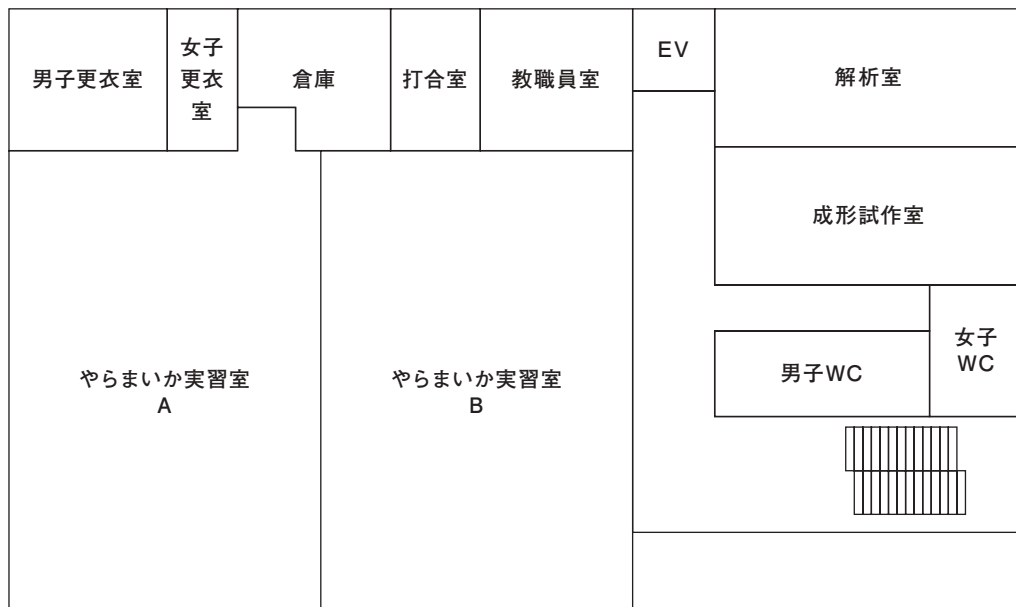 男子更衣室
女子
更衣
室
倉庫
打合室
教職員室
EV
解析室
成形試作室
やらまいか実習室
A
やらまいか実習室
B
男子WC
女子
WC